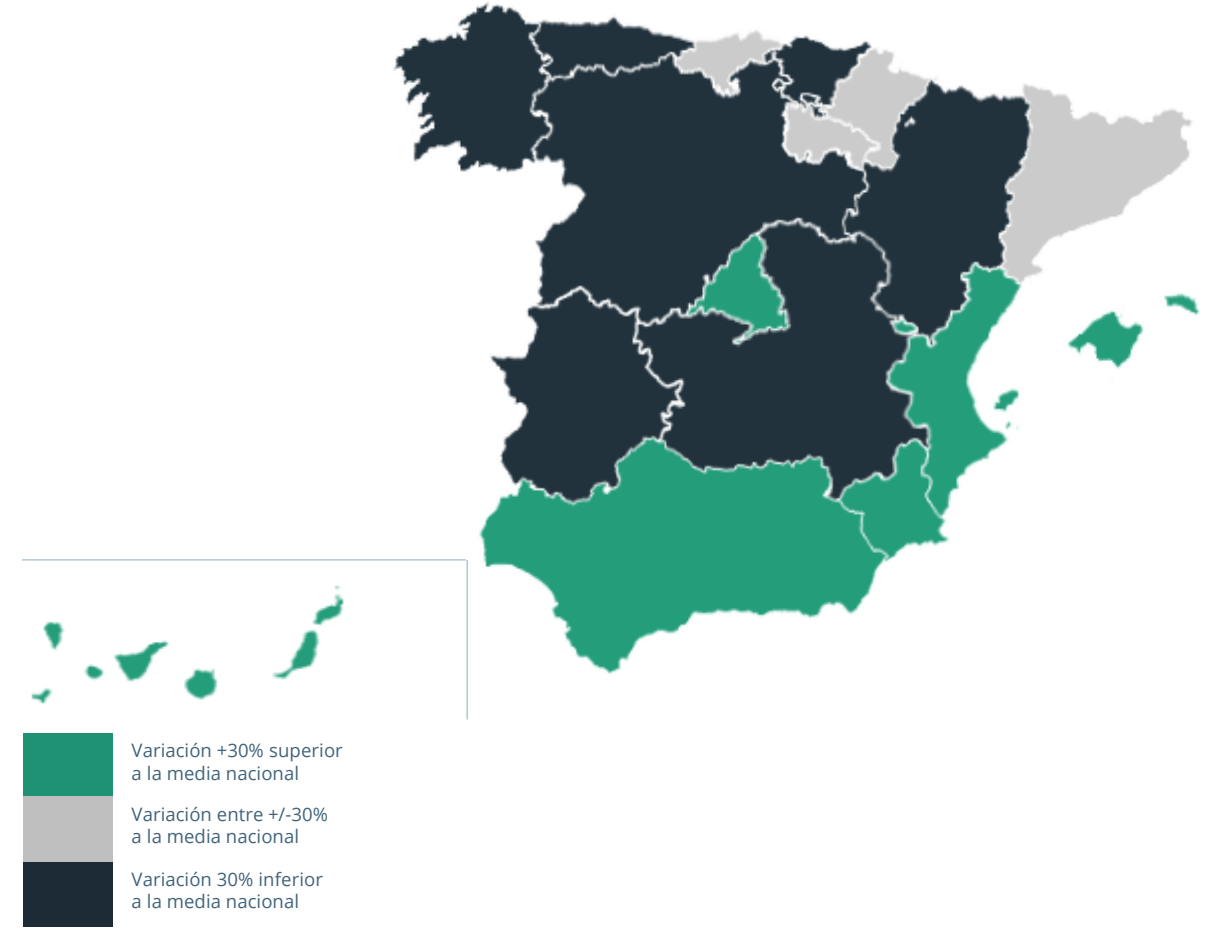 Variación +30% superior
a la media nacional
Variación entre +/-30%
a la media nacional
Variación 30% inferior
a la media nacional